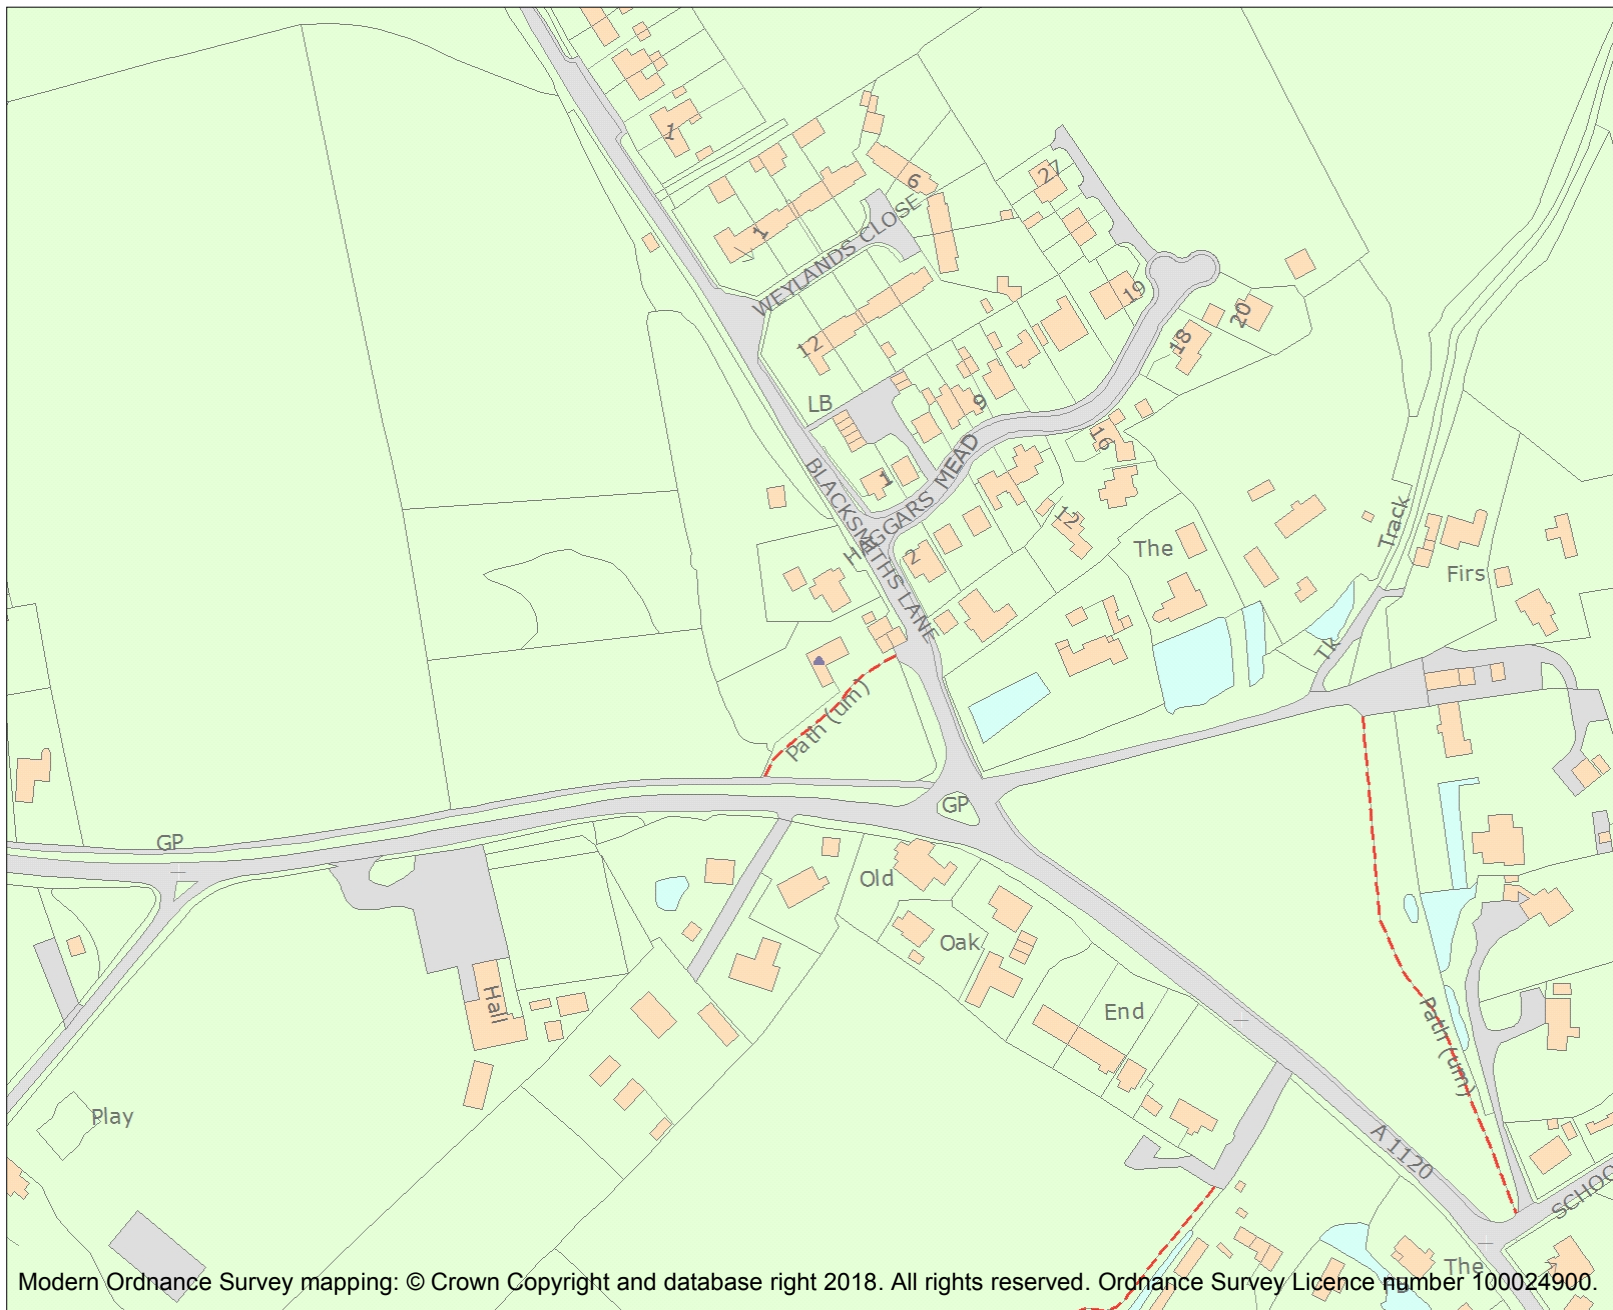 1
6
27
WEYLANDS CLOSE
1
19
20
18
12
9
LB
16
HAGGARS MEAD
1
BLACKSMITHS LANE
12
2
Track
The
Firs
Tk
Path (um)
GP
GP
Old
Oak
Hall
End
Path (um)
Play
A 1120
SCHOO
The
Modern Ordnance Survey mapping: © Crown Copyright and database right 2018. All rights reserved. Ordnance Survey Licence number 100024900.